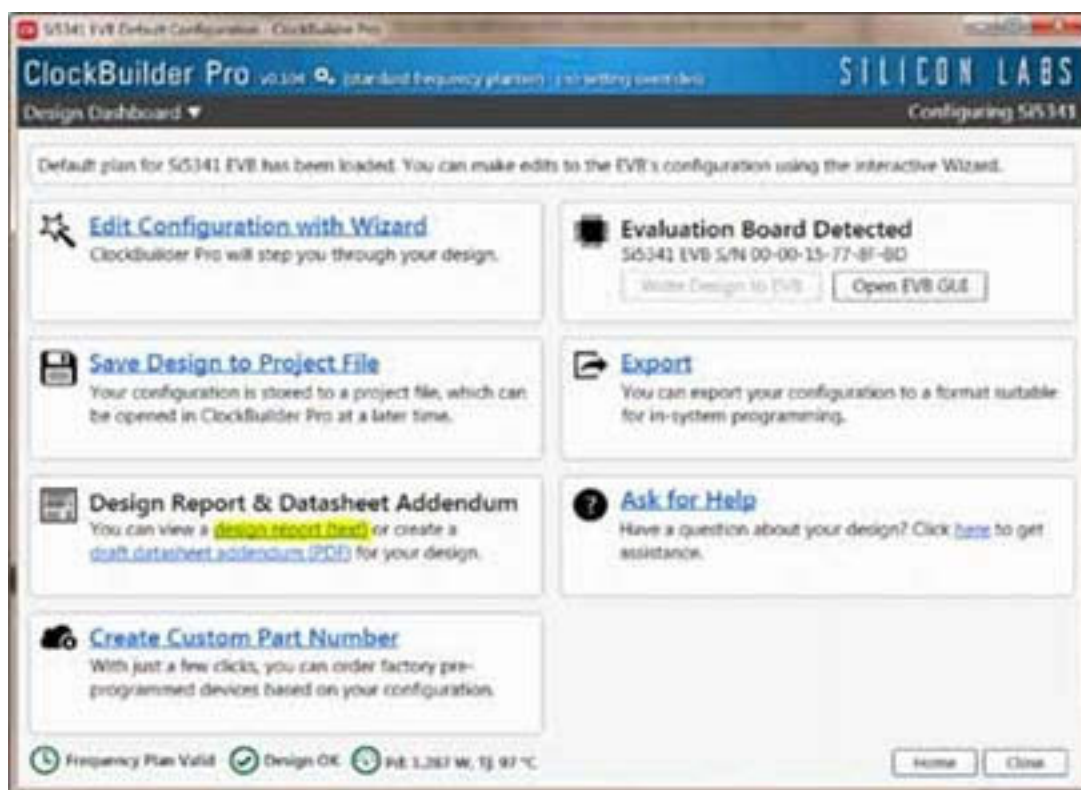 Si5341 EVB Default Configuration - ClockBuilder Pro
ClockBuilder Pro v0.104 (standard frequency planner)
SILICON LABS
Design Dashboard ▼
Configuring Si5341
Default plan for Si5341 EVB has been loaded. You can make edits to the EVB's configuration using the interactive Wizard.
Edit Configuration with Wizard
ClockBuilder Pro will step you through your design.
Evaluation Board Detected
Si5341 EVB S/N 00-00-15-77-8F-8D
Write Design to EVB
Open EVB GUI
Save Design to Project File
Your configuration is stored to a project file, which can
be opened in ClockBuilder Pro at a later time.
Export
You can export your configuration to a format suitable
for in-system programming.
Design Report & Datasheet Addendum
You can view a design report (text) or create a
draft datasheet addendum (PDF) for your design.
Ask for Help
Have a question about your design? Click here to get
assistance.
Create Custom Part Number
With just a few clicks, you can order factory pre-
programmed devices based on your configuration.
Frequency Plan Valid
Design OK
Home
Close